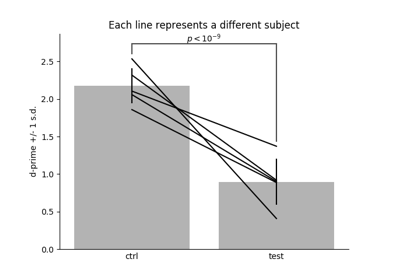 Each line represents a different subject
p < 10⁻⁹
2.5
2.0
1.5
1.0
0.5
0.0
d-prime +/- 1 s.d.
ctrl test